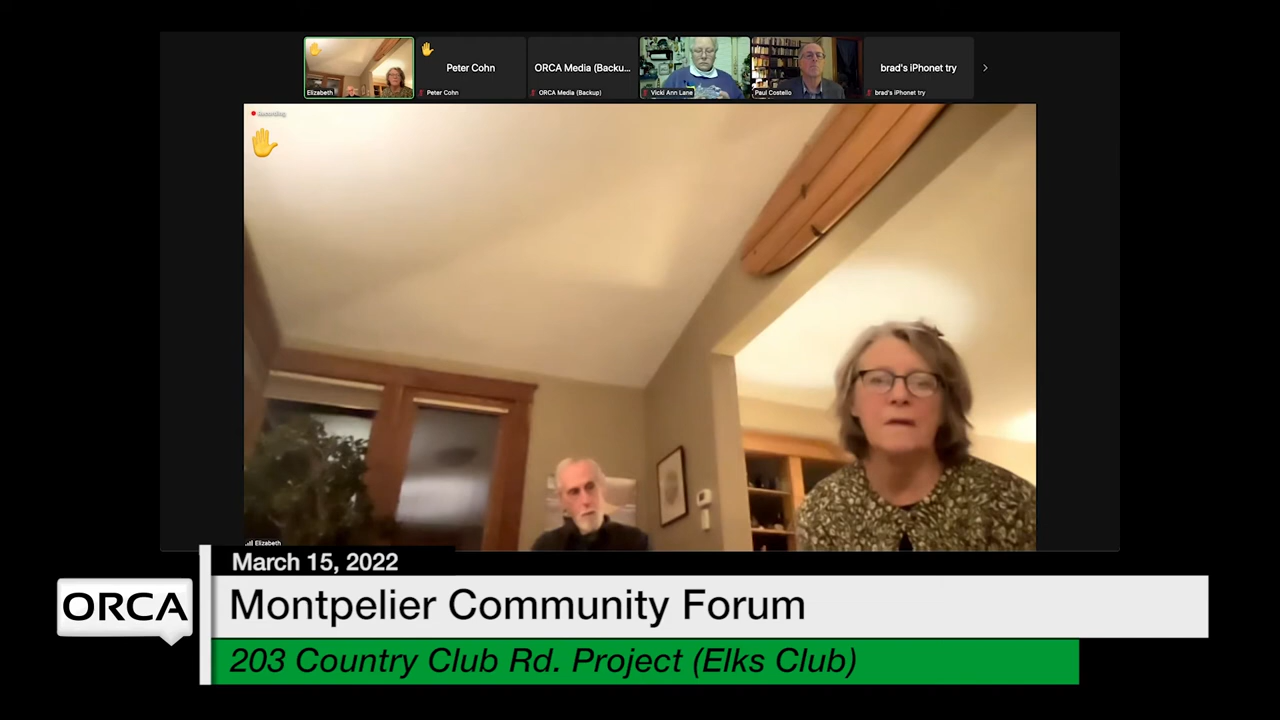 Peter Cohn
ORCA Media (Backu...
brad's iPhonet try
Elizabeth
Peter Cohn
ORCA Media (Backup)
Vicki Ann Lane
Paul Costello
brad's iPhonet try
Recording
Elizabeth
March 15, 2022
ORCA
Montpelier Community Forum
203 Country Club Rd. Project (Elks Club)